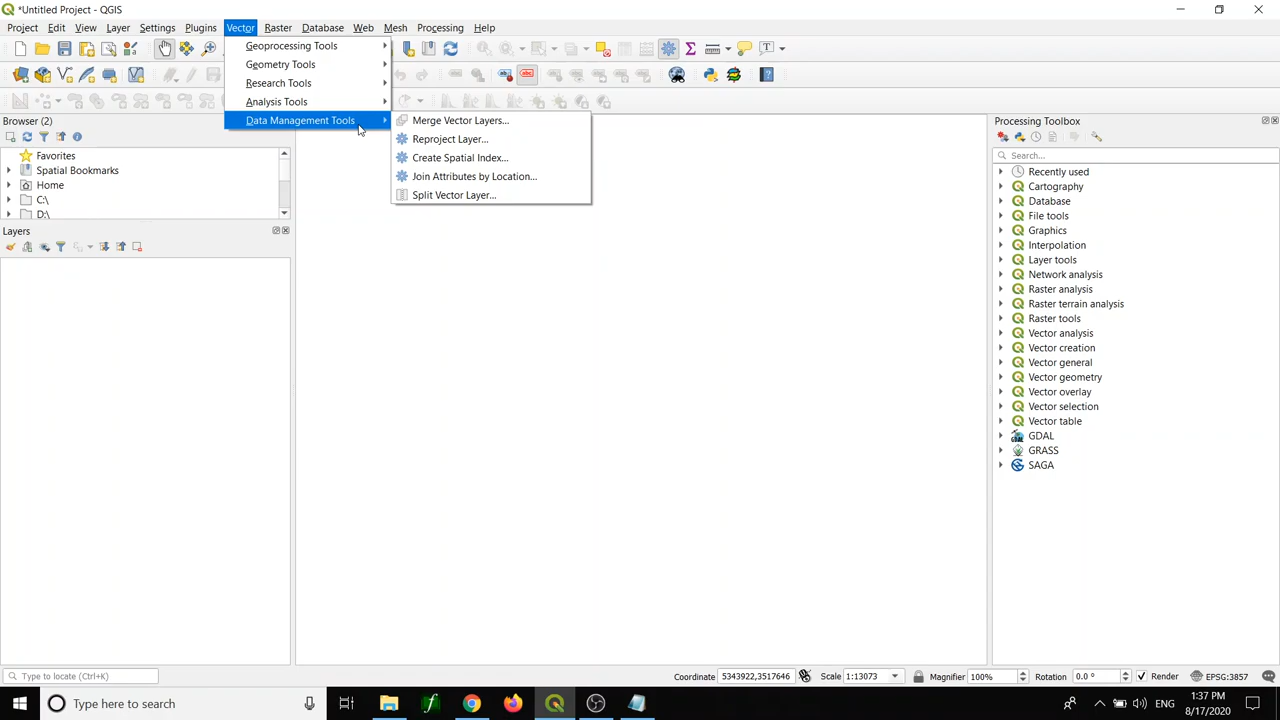 *Untitled Project - QGIS
Project Edit View Layer Settings Plugins Vector Raster Database Web Mesh Processing Help
Geoprocessing Tools
Geometry Tools
Research Tools
Analysis Tools
Data Management Tools
Merge Vector Layers...
Reproject Layer...
Create Spatial Index...
Join Attributes by Location...
Split Vector Layer...
Browser (2)
Favorites
Spatial Bookmarks
Home
C:\
D:\
Layers
Processing Toolbox
Search...
Recently used
Cartography
Database
File tools
Graphics
Interpolation
Layer tools
Network analysis
Raster analysis
Raster terrain analysis
Raster tools
Vector analysis
Vector creation
Vector general
Vector geometry
Vector overlay
Vector selection
Vector table
GDAL
GRASS
SAGA
Type to locate (Ctrl+K)
Coordinate 5343922,3517646 Scale 1:13073 Magnifier 100% Rotation 0.0 ° Render EPSG:3857
Type here to search
ENG
1:37 PM
8/17/2020